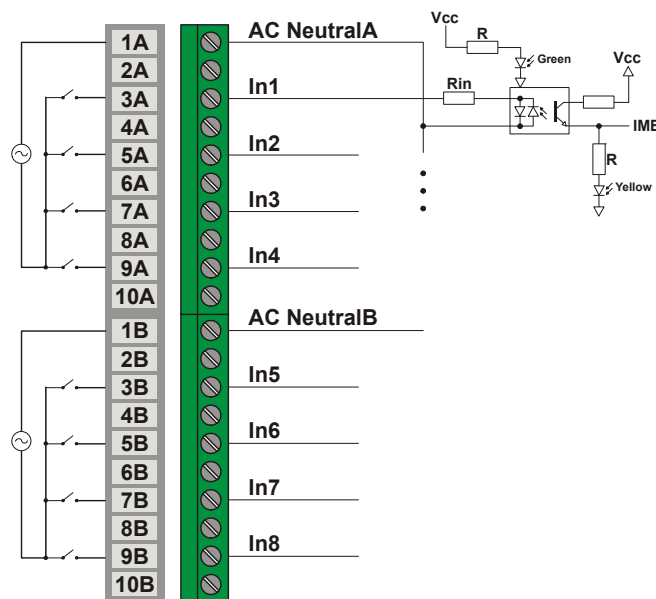 1A
2A
3A
4A
5A
6A
7A
8A
9A
10A
1B
2B
3B
4B
5B
6B
7B
8B
9B
10B
AC NeutralA
In1
In2
In3
In4
AC NeutralB
In5
In6
In7
In8
Vcc
R
Green
Vcc
Rin
IME
R
Yellow